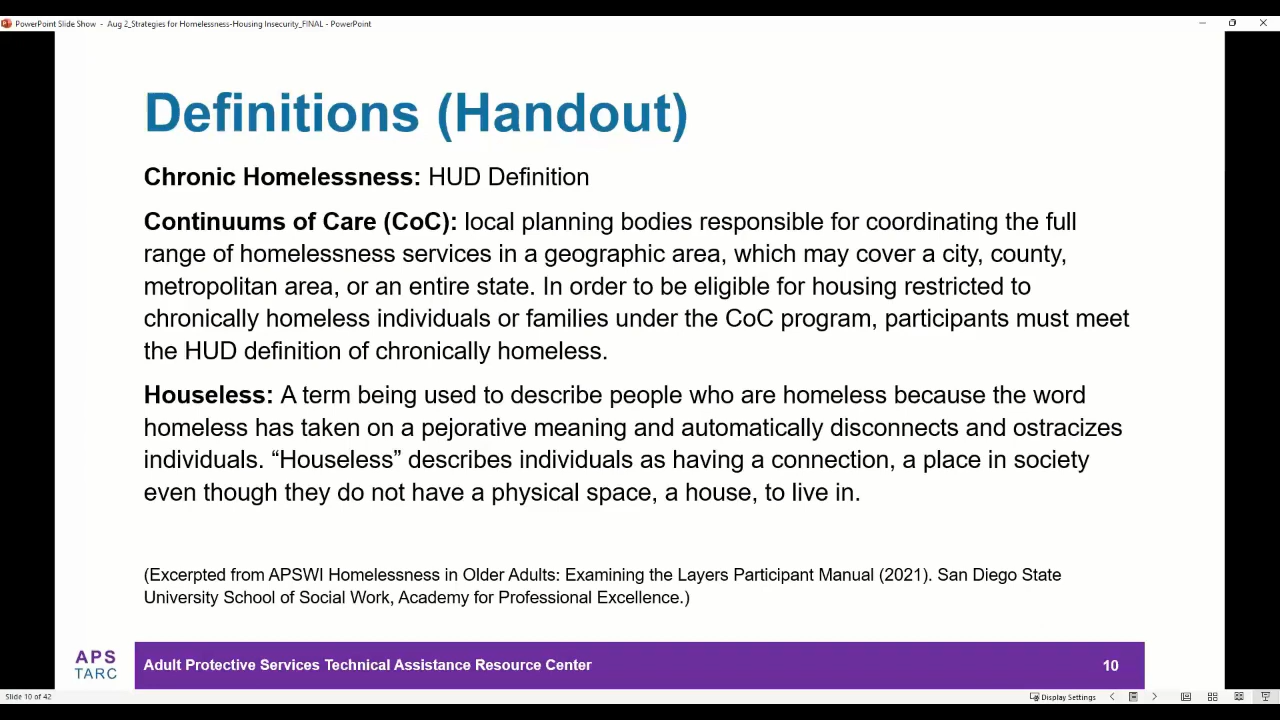 PowerPoint Slide Show - Aug 2_Strategies for Homelessness-Housing Insecurity_FINAL - PowerPoint
Definitions (Handout)
Chronic Homelessness: HUD Definition
Continuums of Care (CoC): local planning bodies responsible for coordinating the full
range of homelessness services in a geographic area, which may cover a city, county,
metropolitan area, or an entire state. In order to be eligible for housing restricted to
chronically homeless individuals or families under the CoC program, participants must meet
the HUD definition of chronically homeless.
Houseless: A term being used to describe people who are homeless because the word
homeless has taken on a pejorative meaning and automatically disconnects and ostracizes
individuals. “Houseless” describes individuals as having a connection, a place in society
even though they do not have a physical space, a house, to live in.
(Excerpted from APSWI Homelessness in Older Adults: Examining the Layers Participant Manual (2021). San Diego State
University School of Social Work, Academy for Professional Excellence.)
APS
TARC
Adult Protective Services Technical Assistance Resource Center
10
Slide 10 of 42
Display Settings